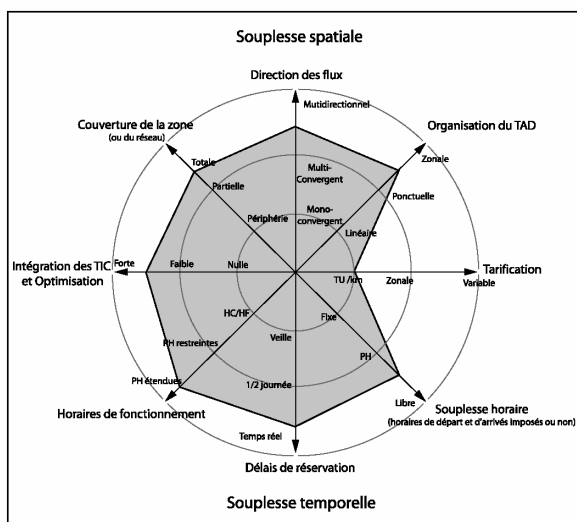 Souplesse spatiale
Direction des flux
Mutidirectionnel
Couverture de la zone
(ou du réseau)
Organisation du TAD
Totale
Zonale
Partielle
Multi-
Convergent
Ponctuelle
Périphérie
Mono-
convergent
Linéaire
Intégration des TIC
et Optimisation
Forte
Falbie
Nulle
TU /km
Zonale
Variable
Tarification
HC/HF
Fixe
Veille
PH restreintes
PH
PH étendues
1/2 journée
Libre
Horaires de fonctionnement
Souplesse horaire
(horaires de départ et d'arrivés imposés ou non)
Temps réel
Délais de réservation
Souplesse temporelle